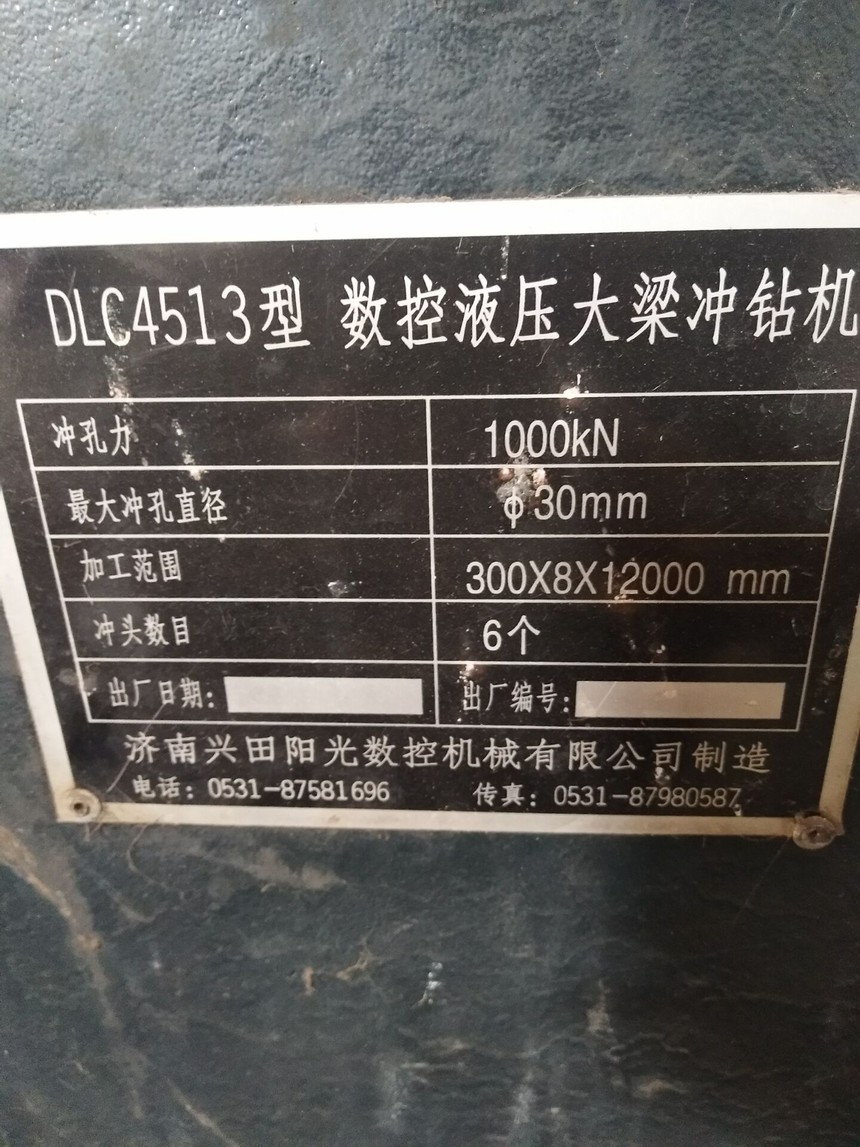 DLC4513型 数控液压大梁冲钻机
冲孔力 1000kN
最大冲孔直径 ф30mm
加工范围 300X8X12000 mm
冲头数目 6个
出厂日期: 出厂编号:
济南兴田阳光数控机械有限公司制造
电话: 0531-87581696 传真: 0531-87980587